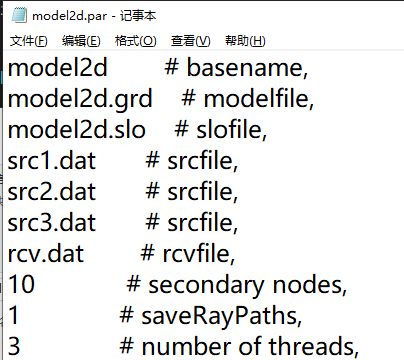 model2d.par - 记事本
文件(F) 编辑(E) 格式(O) 查看(V) 帮助(H)
model2d # basename,
model2d.grd # modelfile,
model2d.slo # slofile,
src1.dat # srcfile,
src2.dat # srcfile,
src3.dat # srcfile,
rcv.dat # rcvfile,
10 # secondary nodes,
1 # saveRayPaths,
3 # number of threads,